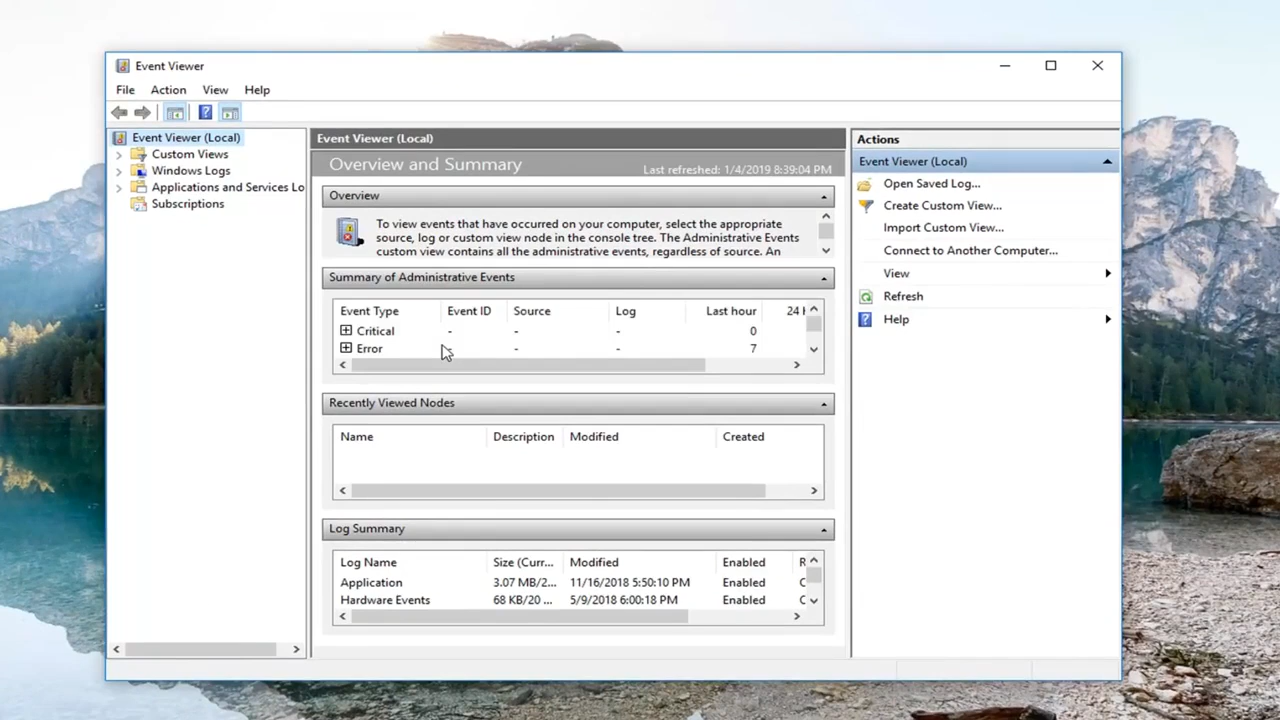 Event Viewer
File Action View Help
Event Viewer (Local)
Custom Views
Windows Logs
Applications and Services Lo
Subscriptions
Event Viewer (Local)
Overview and Summary Last refreshed: 1/4/2019 8:39:04 PM
Overview
To view events that have occurred on your computer, select the appropriate
source, log or custom view node in the console tree. The Administrative Events
custom view contains all the administrative events, regardless of source. An
Summary of Administrative Events
Event Type Event ID Source Log Last hour 24 H
Critical - - - 0
Error - - - 7
Recently Viewed Nodes
Name Description Modified Created
Log Summary
Log Name Size (Curr... Modified Enabled R
Application 3.07 MB/2... 11/16/2018 5:50:10 PM Enabled C
Hardware Events 68 KB/20 ... 5/9/2018 6:00:18 PM Enabled C
Actions
Event Viewer (Local)
Open Saved Log...
Create Custom View...
Import Custom View...
Connect to Another Computer...
View
Refresh
Help